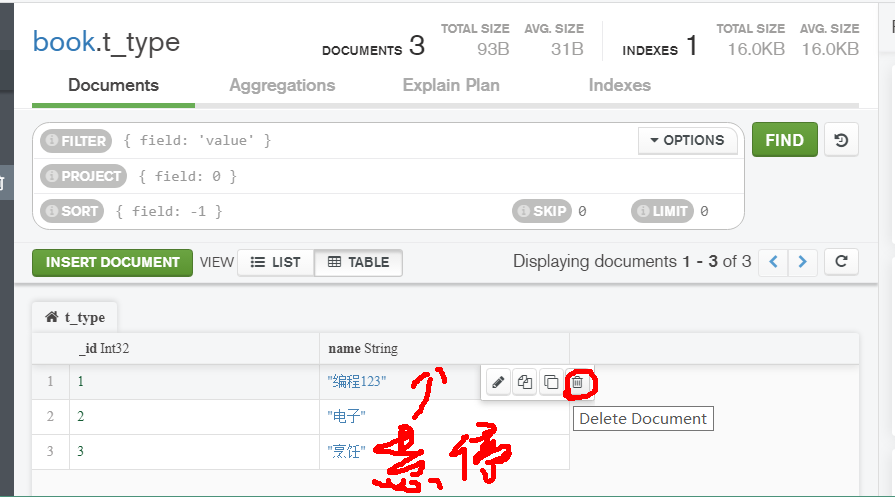 book.t_type
DOCUMENTS 3 TOTAL SIZE 93B AVG. SIZE 31B INDEXES 1 TOTAL SIZE 16.0KB AVG. SIZE 16.0KB
Documents Aggregations Explain Plan Indexes
FILTER { field: 'value' } OPTIONS FIND
PROJECT { field: 0 }
SORT { field: -1 } SKIP 0 LIMIT 0
INSERT DOCUMENT VIEW LIST TABLE Displaying documents 1 - 3 of 3
t_type
_id Int32 name String
1 1 "编程123"
2 2 "电子"
Delete Document
3 3 "烹饪"
悬停